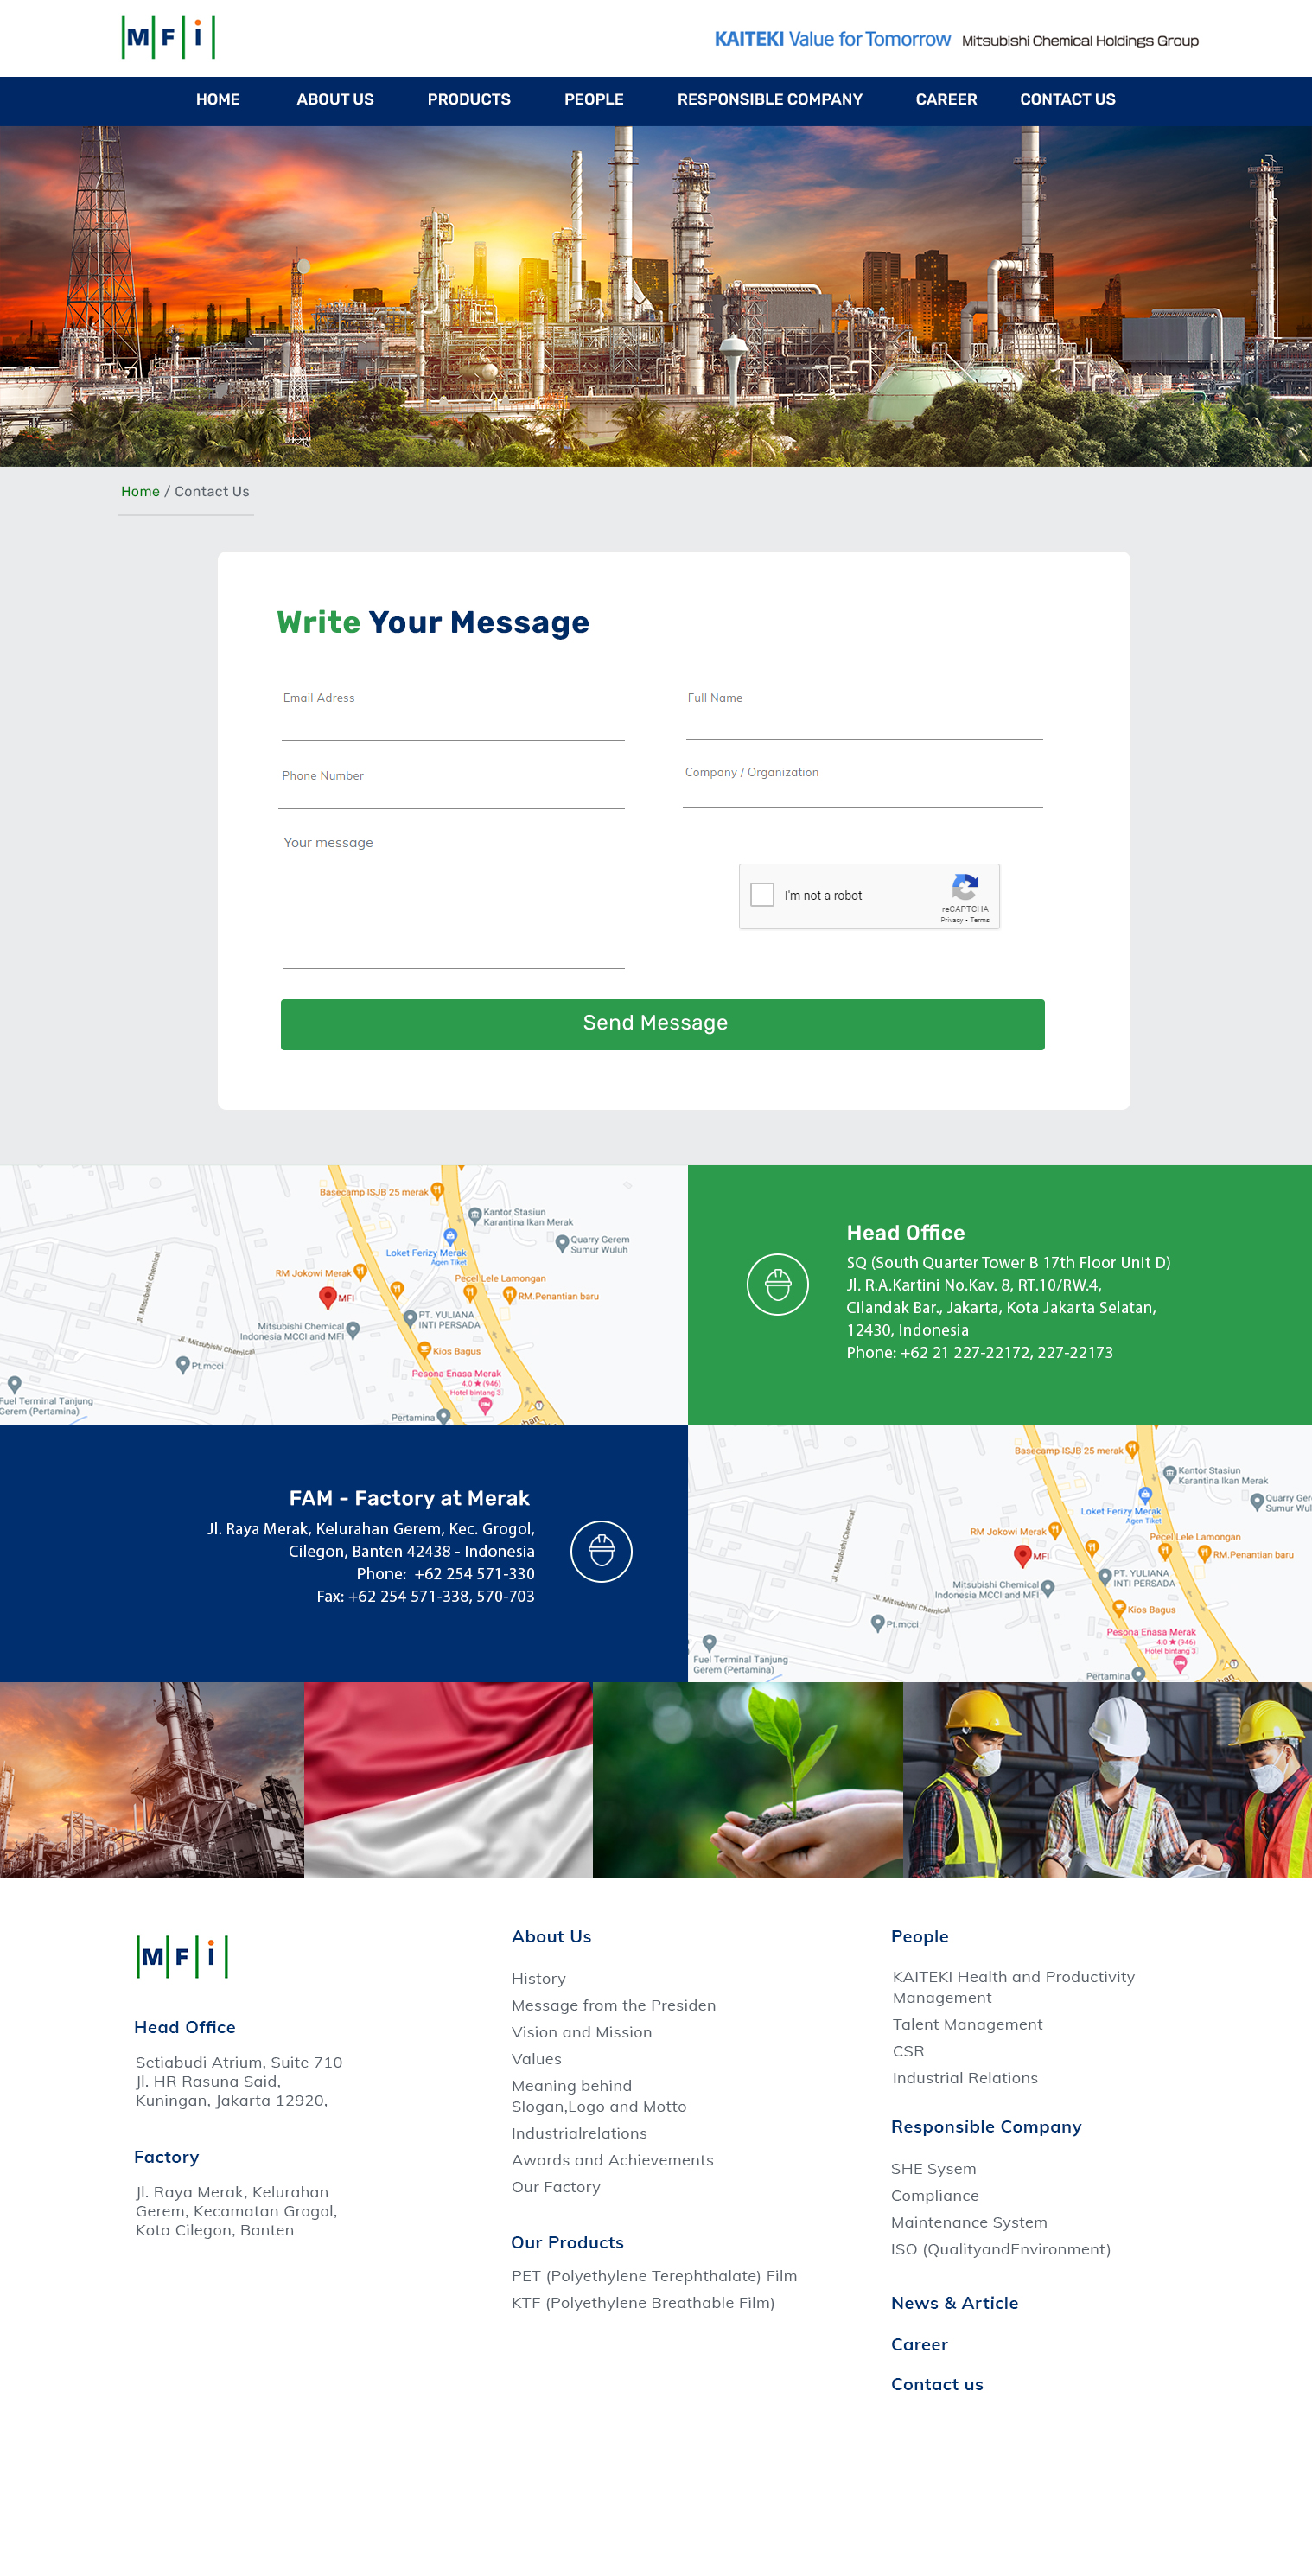 MFi
KAITEKI Value for Tomorrow Mitsubishi Chemical Holdings Group
HOME ABOUT US PRODUCTS PEOPLE RESPONSIBLE COMPANY CAREER CONTACT US
Home / Contact Us
Write Your Message
Email Adress
Full Name
Phone Number
Company / Organization
Your message
I'm not a robot
reCAPTCHA
Privacy - Terms
Send Message
Basecamp ISJB 25 merak
Kantor Stasiun
Karantina Ikan Merak
Quarry Gerem
Sumur Wuluh
Loket Ferizy Merak
Agen Tiket
RM Jokowi Merak
Pecel Lele Lamongan
RM.Penantian baru
MFI
PT. YULIANA
INTI PERSADA
Mitsubishi Chemical
Indonesia MCCI and MFI
Jl. Mitsubishi Chemical
Jl. Mitsubishi Chemical
Kios Bagus
Pt.mcci
Pesona Enasa Merak
4.0 ★ (946)
Hotel bintang 3
Fuel Terminal Tanjung
Gerem (Pertamina)
Pertamina
Head Office
SQ (South Quarter Tower B 17th Floor Unit D)
Jl. R.A.Kartini No.Kav. 8, RT.10/RW.4,
Cilandak Bar., Jakarta, Kota Jakarta Selatan,
12430, Indonesia
Phone: +62 21 227-22172, 227-22173
FAM - Factory at Merak
Jl. Raya Merak, Kelurahan Gerem, Kec. Grogol,
Cilegon, Banten 42438 - Indonesia
Phone: +62 254 571-330
Fax: +62 254 571-338, 570-703
Basecamp ISJB 25 merak
Kantor Stasiun
Karantina Ikan Merak
Quarry Gerem
Sumur Wul
Loket Ferizy Merak
Agen Tiket
RM Jokowi Merak
Pecel Lele Lamongan
RM.Penantian baru
MFI
PT. YULIANA
INTI PERSADA
Mitsubishi Chemical
Indonesia MCCI and MFI
Jl. Mitsubishi Chemical
Jl. Mitsubishi Chemical
Kios Bagus
Pt.mcci
Pesona Enasa Merak
4.0 ★ (946)
Hotel bintang 3
Fuel Terminal Tanjung
Gerem (Pertamina)
Pertamina
MFi
Head Office
Setiabudi Atrium, Suite 710
Jl. HR Rasuna Said,
Kuningan, Jakarta 12920,
Factory
Jl. Raya Merak, Kelurahan
Gerem, Kecamatan Grogol,
Kota Cilegon, Banten
About Us
History
Message from the Presiden
Vision and Mission
Values
Meaning behind
Slogan,Logo and Motto
Industrialrelations
Awards and Achievements
Our Factory
Our Products
PET (Polyethylene Terephthalate) Film
KTF (Polyethylene Breathable Film)
People
KAITEKI Health and Productivity
Management
Talent Management
CSR
Industrial Relations
Responsible Company
SHE Sysem
Compliance
Maintenance System
ISO (QualityandEnvironment)
News & Article
Career
Contact us